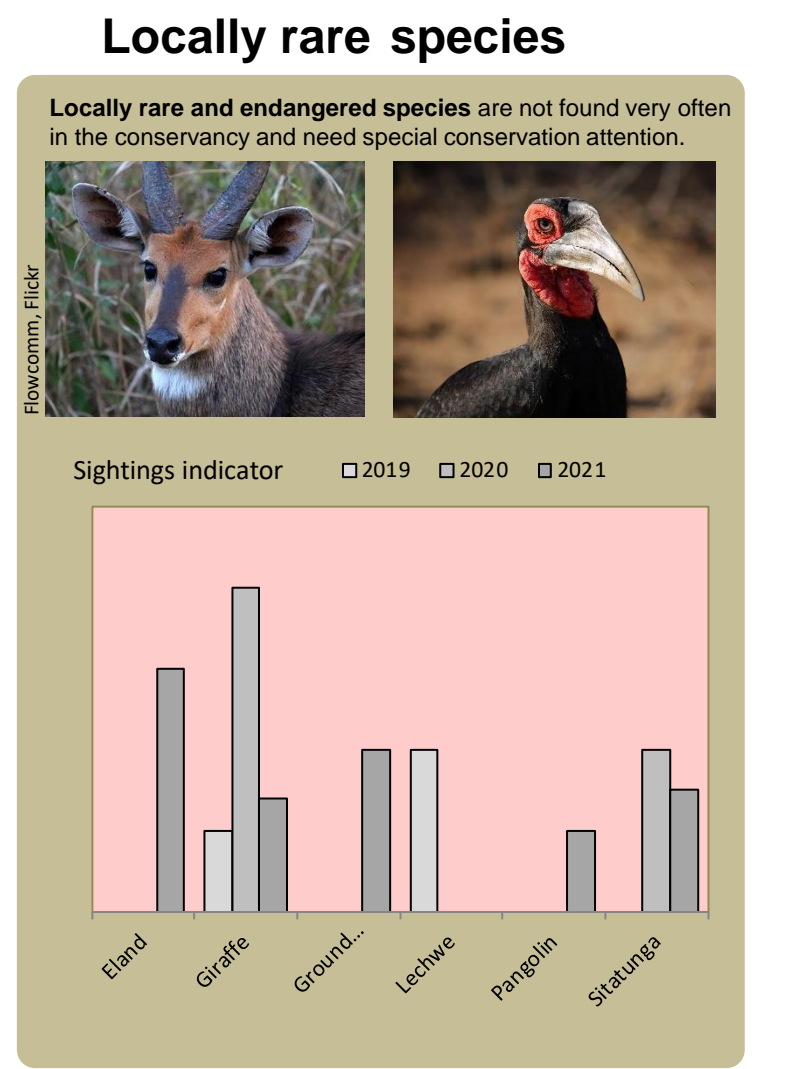 Locally rare species
Locally rare and endangered species are not found very often
in the conservancy and need special conservation attention.
Flowcomm, Flickr
Sightings indicator 2019 2020 2021
Eland Giraffe Ground... Lechwe Pangolin Sitatunga